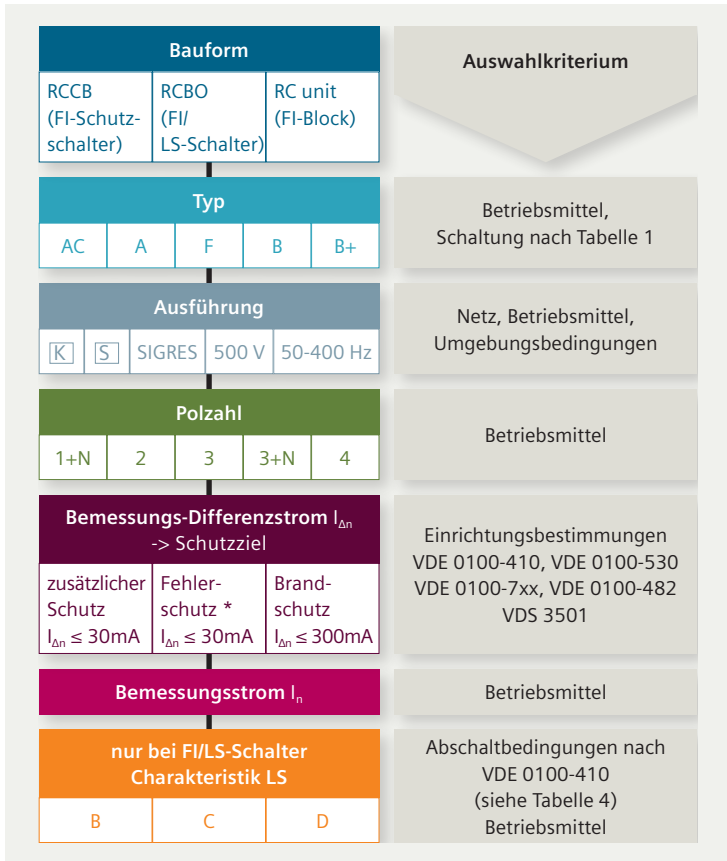 Bauform
Auswahlkriterium
RCCB
(FI-Schutz-
schalter)
RCBO
(FI/
LS-Schalter)
RC unit
(FI-Block)
Typ
AC A F B B+
Betriebsmittel,
Schaltung nach Tabelle 1
Ausführung
K S SIGRES 500 V 50-400 Hz
Netz, Betriebsmittel,
Umgebungsbedingungen
Polzahl
1+N 2 3 3+N 4
Betriebsmittel
Bemessungs-Differenzstrom IΔn
-> Schutzziel
zusätzlicher
Schutz
IΔn ≤ 30mA
Fehler-
schutz *
IΔn ≤ 30mA
Brand-
schutz
IΔn ≤ 300mA
Einrichtungsbestimmungen
VDE 0100-410, VDE 0100-530
VDE 0100-7xx, VDE 0100-482
VDS 3501
Bemessungsstrom In
Betriebsmittel
nur bei FI/LS-Schalter
Charakteristik LS
B C D
Abschaltbedingungen nach
VDE 0100-410
(siehe Tabelle 4)
Betriebsmittel